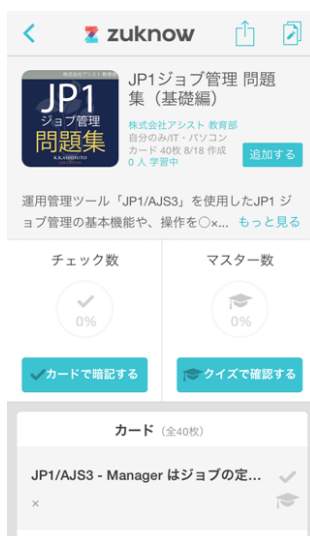 zuknow
株式会社アシスト 教育部
JP1
ジョブ管理
問題集
K.K.ASHISUTO
JP1ジョブ管理 問題
集（基礎編）
株式会社アシスト 教育部
自分のみ/IT・パソコン
カード 40枚 8/18 作成
0 人 学習中
追加する
運用管理ツール「JP1/AJS3」を使用したJP1 ジ
ョブ管理の基本機能や、操作を○×... もっと見る
チェック数
マスター数
0%
0%
カードで暗記する
クイズで確認する
カード（全40枚）
JP1/AJS3 - Manager はジョブの定...
×